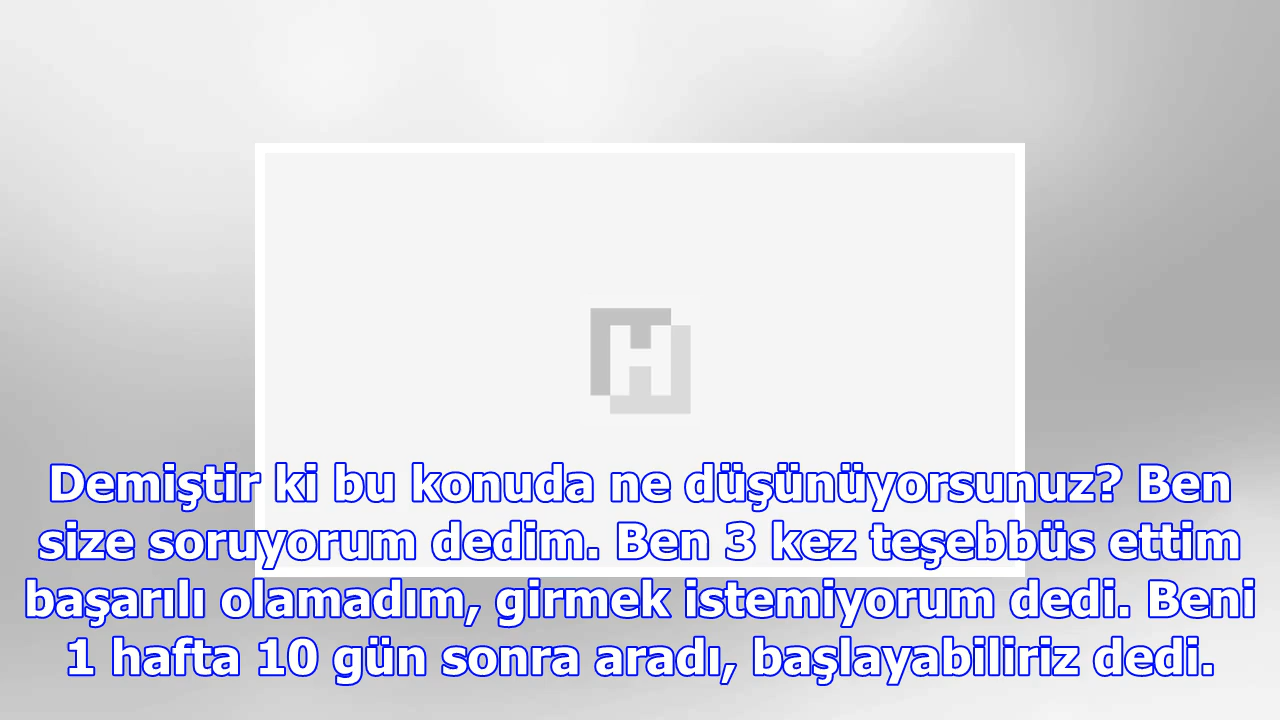 Demiştir ki bu konuda ne düşünüyorsunuz? Ben
size soruyorum dedim. Ben 3 kez teşebbüs ettim
başarılı olamadım, girmek istemiyorum dedi. Beni
1 hafta 10 gün sonra aradı, başlayabiliriz dedi.